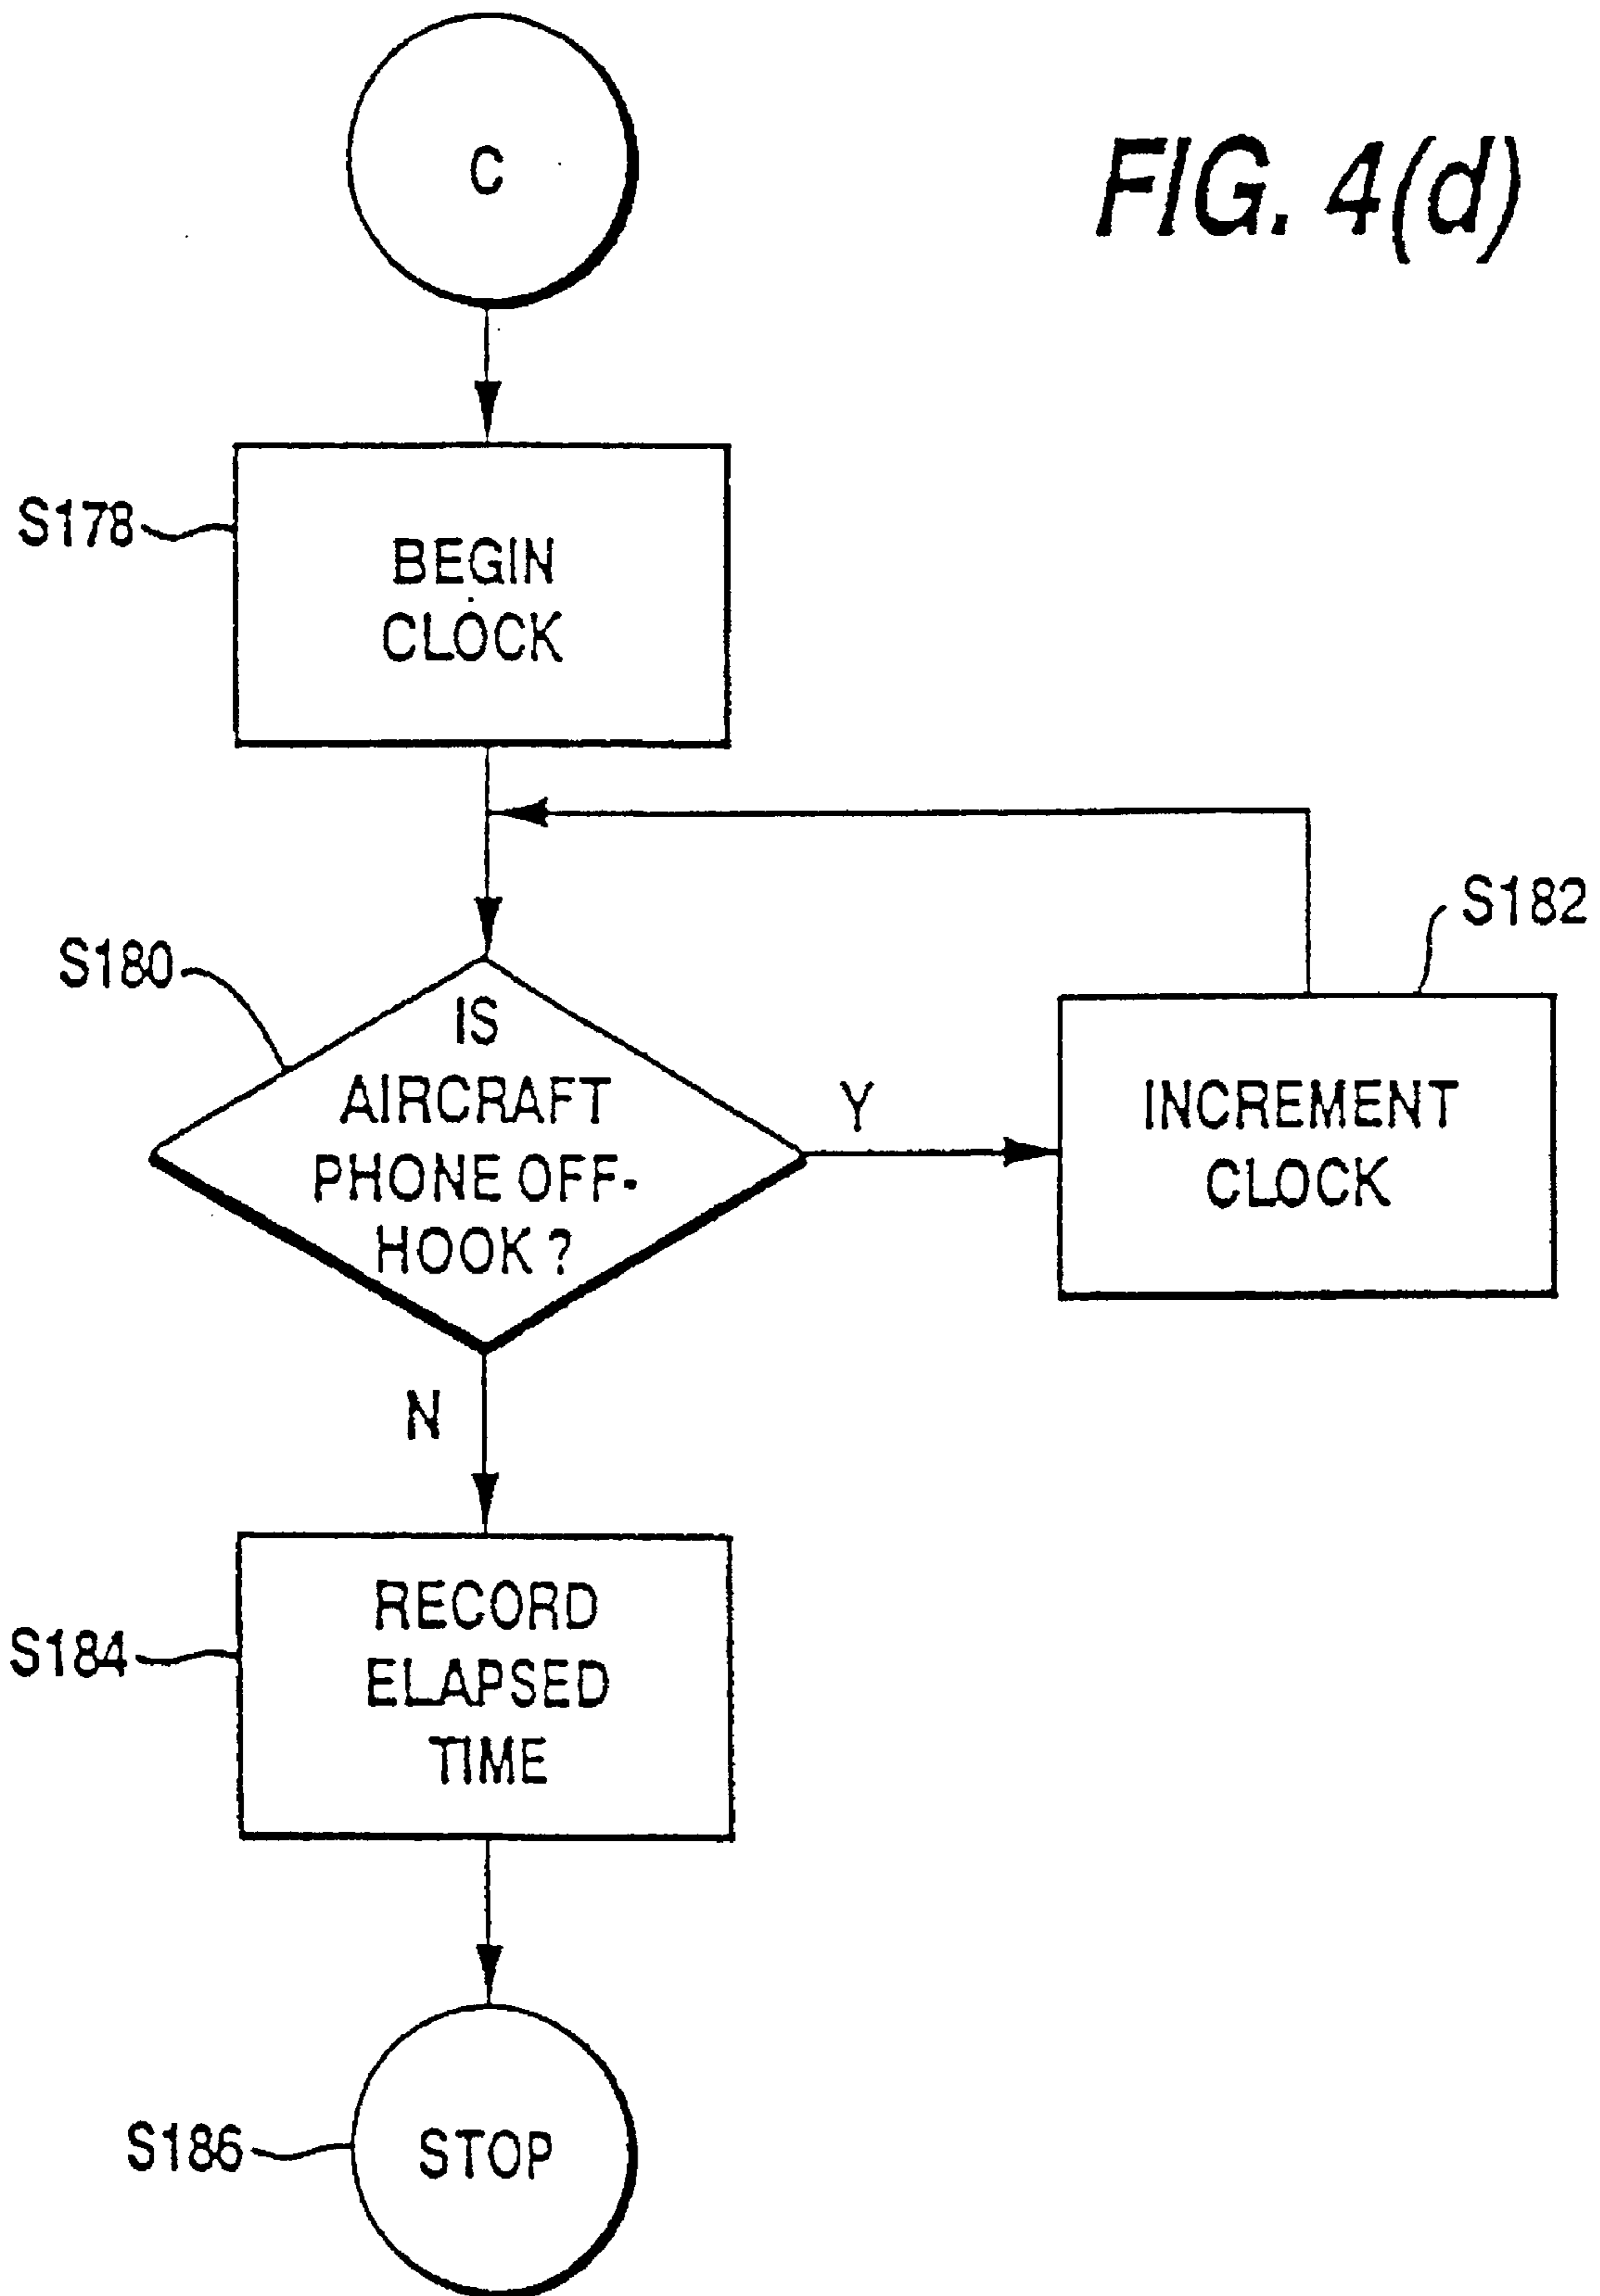 C
FIG. 4(d)
S178
BEGIN
CLOCK
S182
S180
IS
AIRCRAFT
PHONE OFF-
HOOK?
Y
INCREMENT
CLOCK
N
S184
RECORD
ELAPSED
TIME
S186
STOP